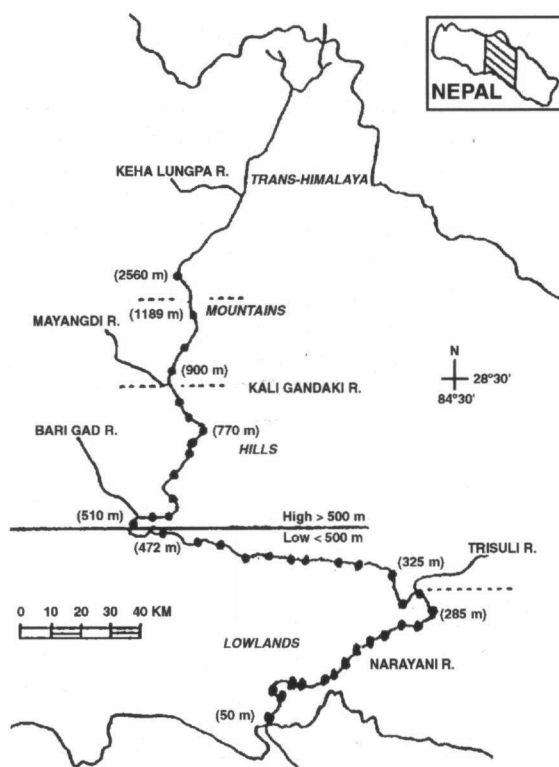 NEPAL
KEHA LUNGPA R.
TRANS-HIMALAYA
(2560 m)
(1189 m)
MOUNTAINS
MAYANGDI R.
(900 m)
KALI GANDAKI R.
N
28°30'
84°30'
BARI GAD R.
(770 m)
HILLS
(510 m)
High > 500 m
Low < 500 m
(472 m)
(325 m)
TRISULI R.
(285 m)
0 10 20 30 40 KM
LOWLANDS
NARAYANI R.
(50 m)